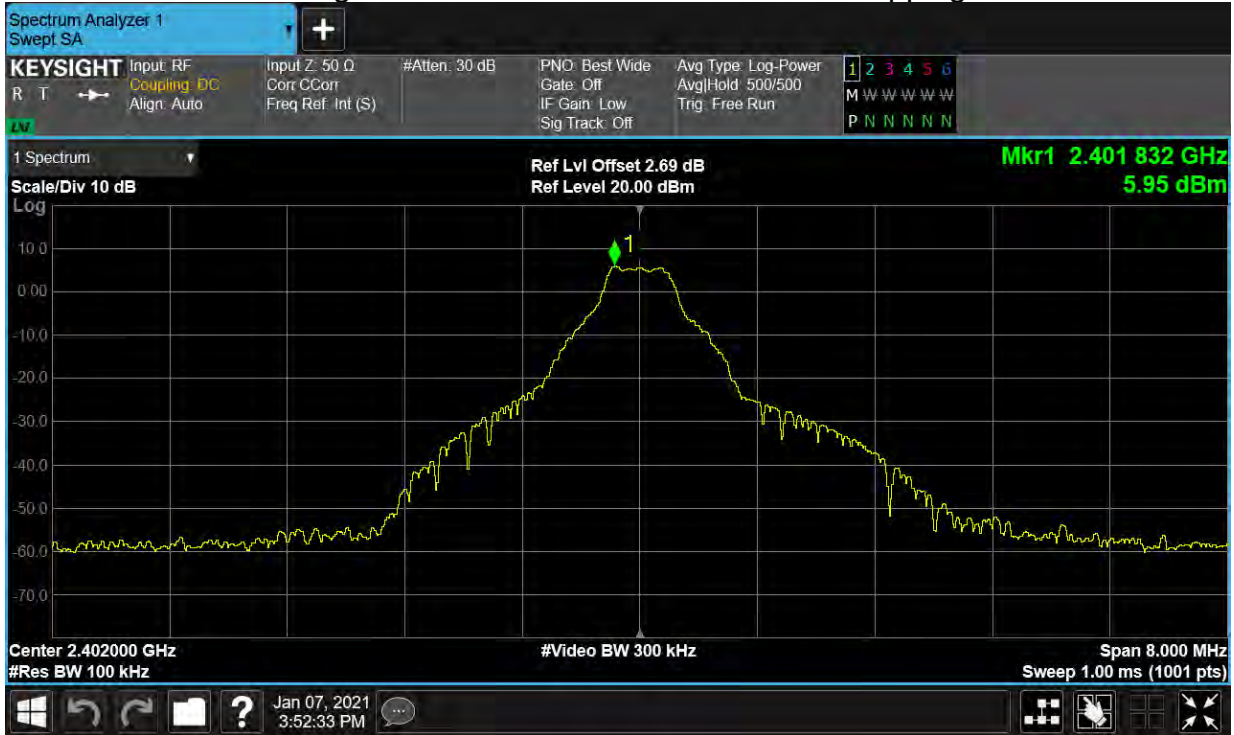 Spectrum Analyzer 1
Swept SA
+
KEYSIGHT
R T
LXI
Input: RF
Coupling: DC
Align: Auto
Input Z: 50 Ω
Corr CCorr
Freq Ref: Int (S)
#Atten: 30 dB
PNO: Best Wide
Gate: Off
IF Gain: Low
Sig Track: Off
Avg Type: Log-Power
Avg|Hold: 500/500
Trig: Free Run
1 2 3 4 5 6
M W W W W W
P N N N N N
1 Spectrum
Scale/Div 10 dB
Log
Ref Lvl Offset 2.69 dB
Ref Level 20.00 dBm
Mkr1 2.401 832 GHz
5.95 dBm
1
10.0
0.00
-10.0
-20.0
-30.0
-40.0
-50.0
-60.0
-70.0
Center 2.402000 GHz
#Res BW 100 kHz
#Video BW 300 kHz
Span 8.000 MHz
Sweep 1.00 ms (1001 pts)
?
Jan 07, 2021
3:52:33 PM